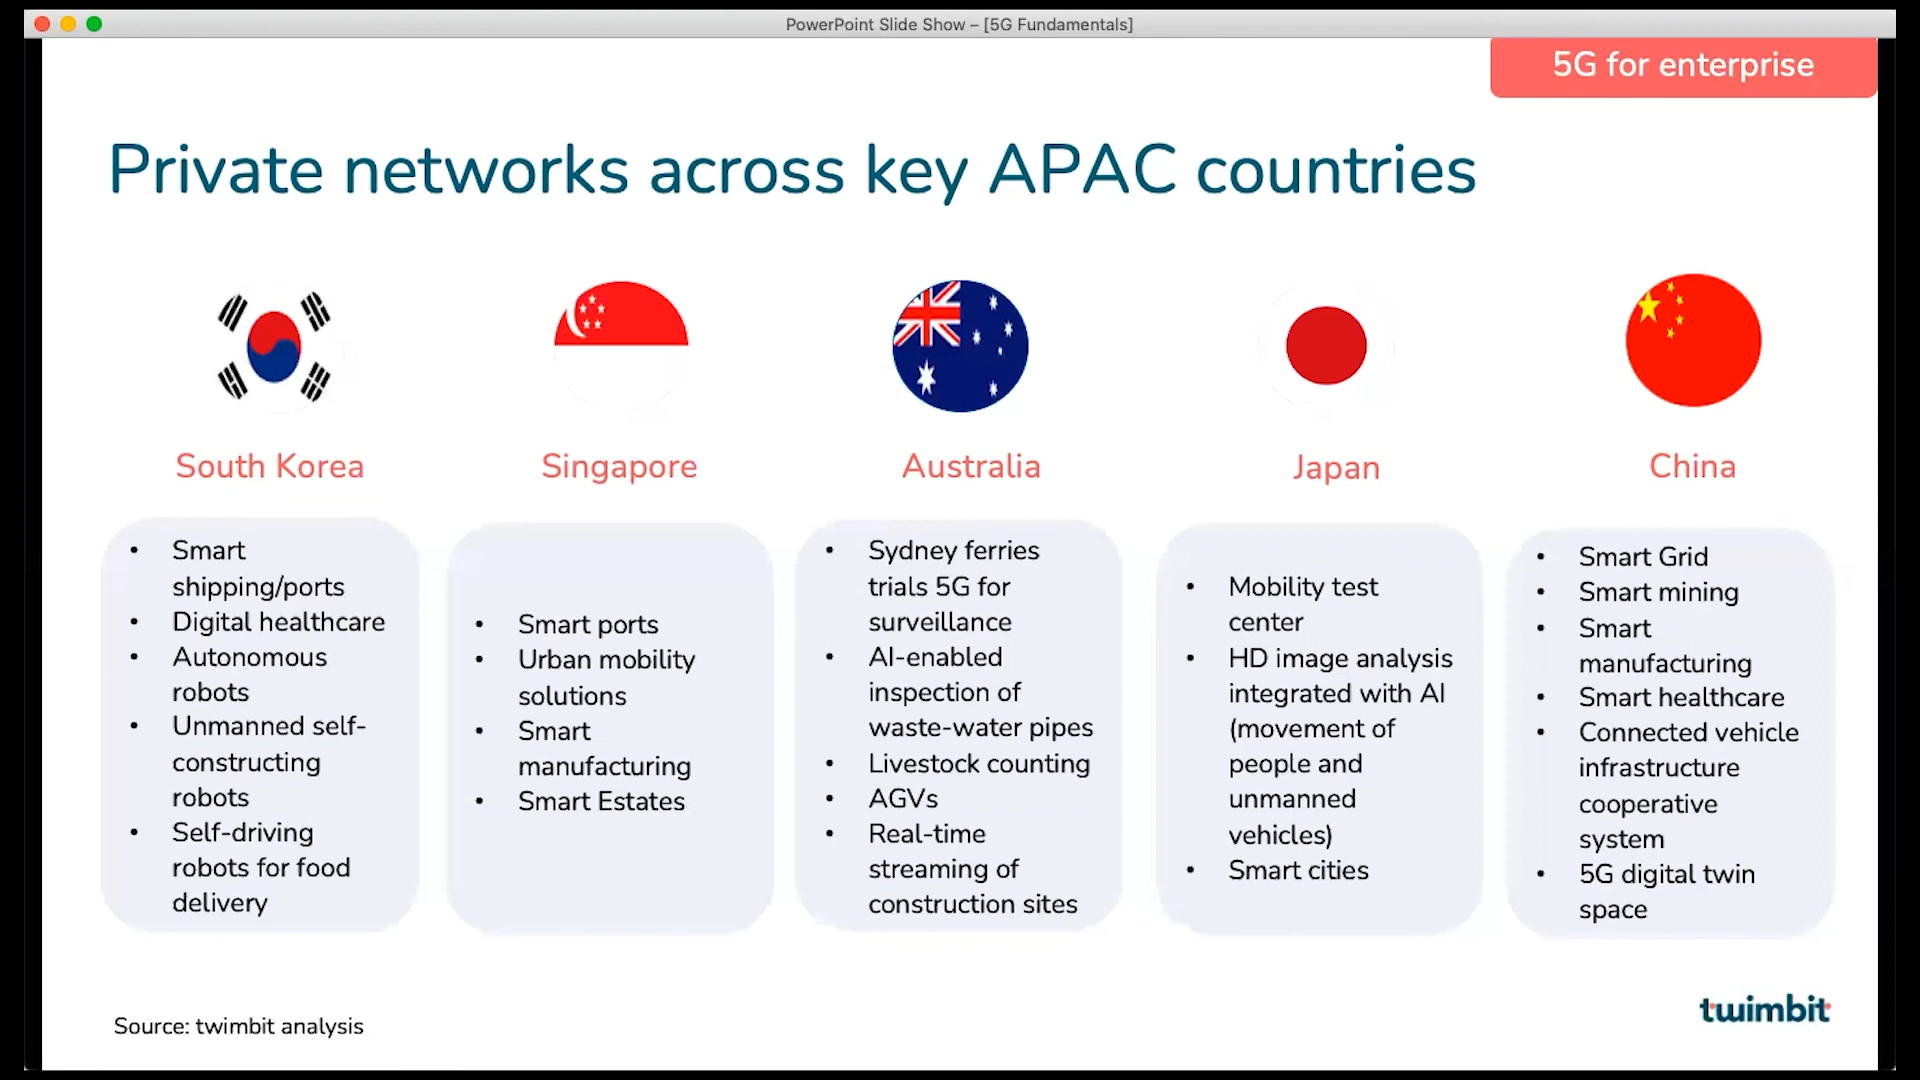 PowerPoint Slide Show – [5G Fundamentals]
5G for enterprise
Private networks across key APAC countries
South Korea
• Smart
shipping/ports
• Digital healthcare
• Autonomous
robots
• Unmanned self-
constructing
robots
• Self-driving
robots for food
delivery
Singapore
• Smart ports
• Urban mobility
solutions
• Smart
manufacturing
• Smart Estates
Australia
• Sydney ferries
trials 5G for
surveillance
• AI-enabled
inspection of
waste-water pipes
• Livestock counting
• AGVs
• Real-time
streaming of
construction sites
Japan
• Mobility test
center
• HD image analysis
integrated with AI
(movement of
people and
unmanned
vehicles)
• Smart cities
China
• Smart Grid
• Smart mining
• Smart
manufacturing
• Smart healthcare
• Connected vehicle
infrastructure
cooperative
system
• 5G digital twin
space
Source: twimbit analysis
twimbit